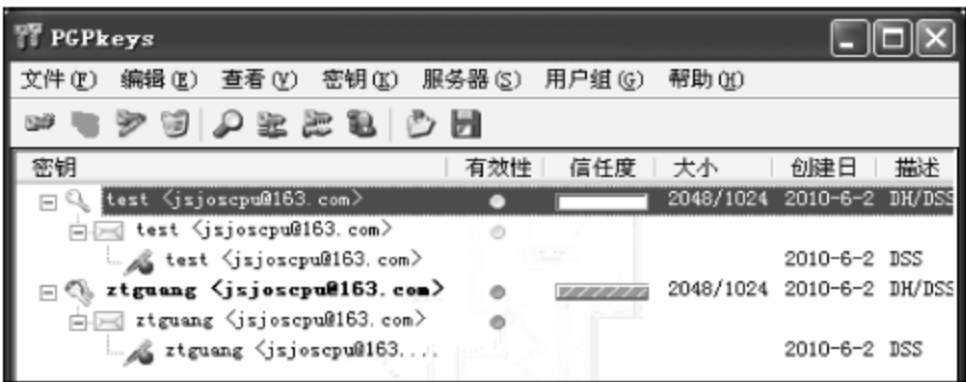 PGPkeys
文件(F) 编辑(E) 查看(V) 密钥(K) 服务器(S) 用户组(G) 帮助(H)
密钥 有效性 信任度 大小 创建日 描述
test <jsjoscpu@163.com> 2048/1024 2010-6-2 DH/DSS
test <jsjoscpu@163.com>
test <jsjoscpu@163.com> 2010-6-2 DSS
ztguang <jsjoscpu@163.com> 2048/1024 2010-6-2 DH/DSS
ztguang <jsjoscpu@163.com>
ztguang <jsjoscpu@163.... 2010-6-2 DSS